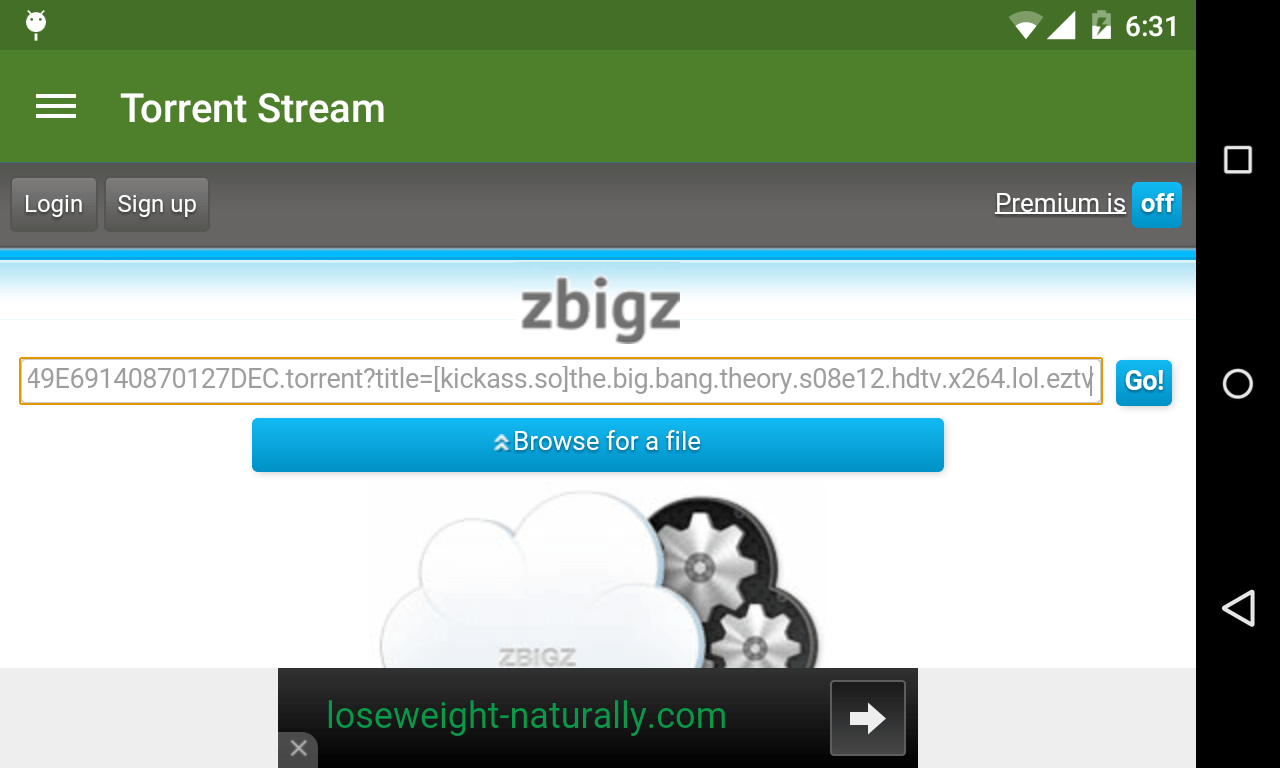 6:31
Torrent Stream
Login Sign up Premium is off
zbigz
49E69140870127DEC.torrent?title=[kickass.so]the.big.bang.theory.s08e12.hdtv.x264.lol.eztv Go!
Browse for a file
ZBIGZ
loseweight-naturally.com